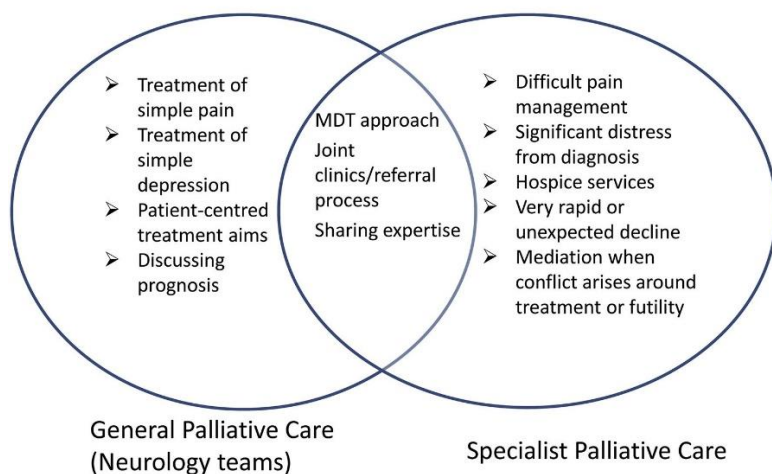 ➢ Treatment of
simple pain
➢ Treatment of
simple
depression
➢ Patient-centred
treatment aims
➢ Discussing
prognosis
MDT approach
Joint
clinics/referral
process
Sharing expertise
➢ Difficult pain
management
➢ Significant distress
from diagnosis
➢ Hospice services
➢ Very rapid or
unexpected decline
➢ Mediation when
conflict arises around
treatment or futility
General Palliative Care
(Neurology teams)
Specialist Palliative Care